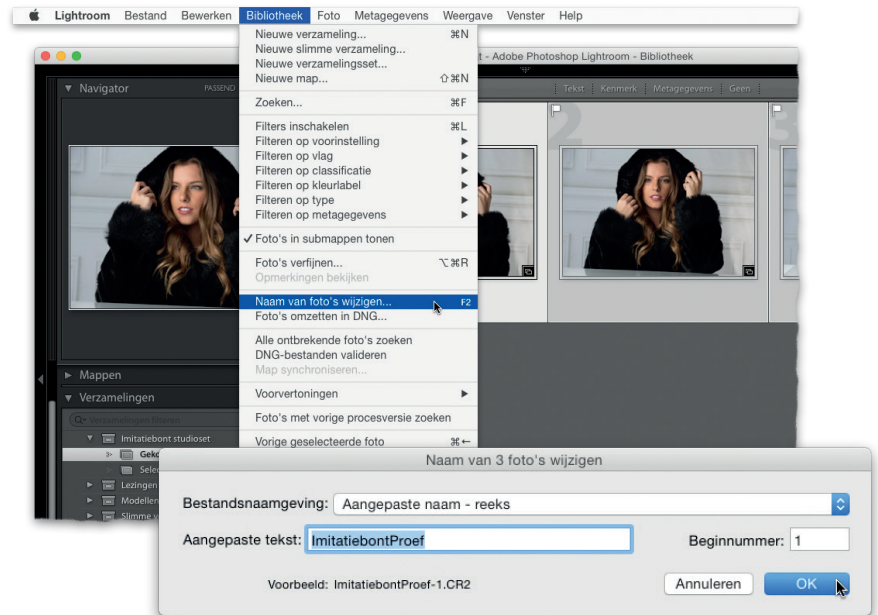 Lightroom Bestand Bewerken Bibliotheek Foto Metagegevens Weergave Venster Help
Nieuwe verzameling... ⌘N
Nieuwe slimme verzameling...
Nieuwe verzamelingsset...
Nieuwe map... ⇧⌘N
Zoeken... ⌘F
Filters inschakelen ⌘L
Filteren op voorinstelling ▶
Filteren op vlag ▶
Filteren op classificatie ▶
Filteren op kleurlabel ▶
Filteren op type ▶
Filteren op metagegevens ▶
✓ Foto's in submappen tonen
Foto's verfijnen... ⌥⌘R
Opmerkingen bekijken
Naam van foto's wijzigen... F2
Foto's omzetten in DNG...
Alle ontbrekende foto's zoeken
DNG-bestanden valideren
Map synchroniseren...
Voorvertoningen ▶
Foto's met vorige procesversie zoeken
Vorige geselecteerde foto ⌘←
- Adobe Photoshop Lightroom - Bibliotheek
Navigator PASSEND
Tekst Kenmerk Metagegevens Geen
2
3
Mappen
Verzamelingen
Verzamelingen filteren
Imitatiebont studioset
Lezingen
Naam van 3 foto's wijzigen
Bestandsnaamgeving: Aangepaste naam - reeks
Aangepaste tekst: ImitatiebontProef Beginnummer: 1
Voorbeeld: ImitatiebontProef-1.CR2 Annuleren OK